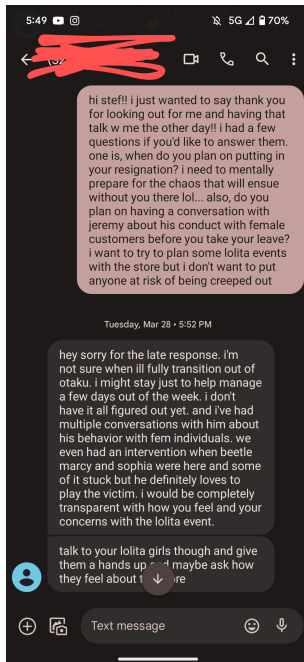 5:49 5G 70%
(52
hi stef!! i just wanted to say thank you
for looking out for me and having that
talk w me the other day!! i had a few
questions if you'd like to answer them.
one is, when do you plan on putting in
your resignation? i need to mentally
prepare for the chaos that will ensue
without you there lol... also, do you
plan on having a conversation with
jeremy about his conduct with female
customers before you take your leave?
i want to try to plan some lolita events
with the store but i don't want to put
anyone at risk of being creeped out
Tuesday, Mar 28 • 5:52 PM
hey sorry for the late response. i'm
not sure when ill fully transition out of
otaku. i might stay just to help manage
a few days out of the week. i don't
have it all figured out yet. and i've had
multiple conversations with him about
his behavior with fem individuals. we
even had an intervention when beetle
marcy and sophia were here and some
of it stuck but he definitely loves to
play the victim. i would be completely
transparent with how you feel and your
concerns with the lolita event.
talk to your lolita girls though and give
them a hands up and maybe ask how
they feel about
Text message